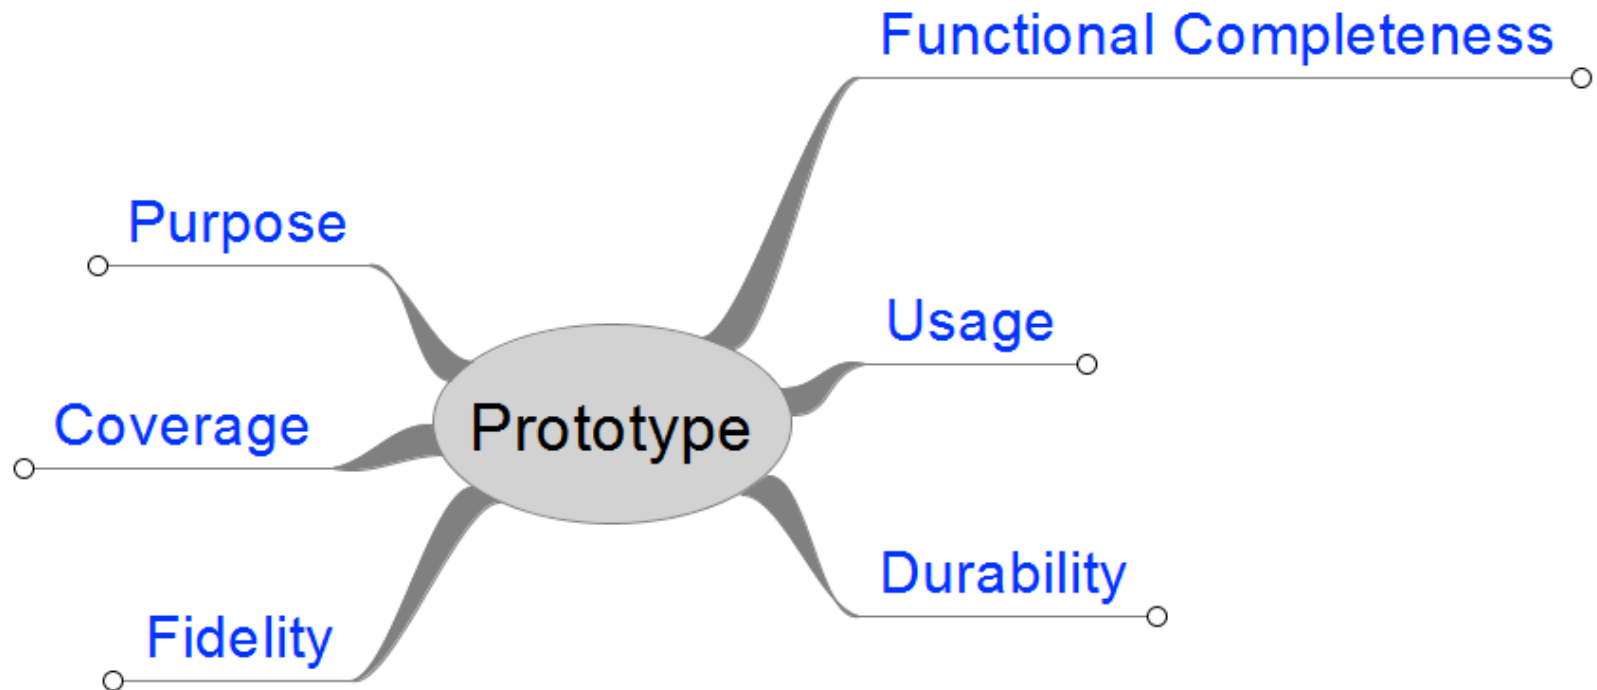 Functional Completeness
Purpose
Usage
Coverage
Prototype
Durability
Fidelity